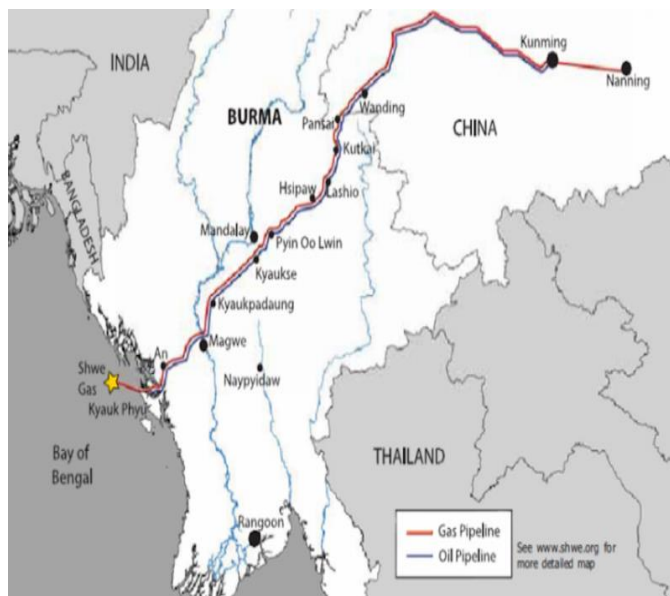 INDIA
BURMA
BANGLADESH
CHINA
Kunming
Nanning
Wanding
Pansai
Kutkai
Lashio
Hsipaw
Mandalay
Pyin Oo Lwin
Kyaukse
Kyaukpadaung
An
Magwe
Shwe
Gas
Kyauk Phyu
Naypyidaw
Bay of
Bengal
THAILAND
Rangoon
Gas Pipeline
Oil Pipeline
See www.shwe.org for
more detailed map